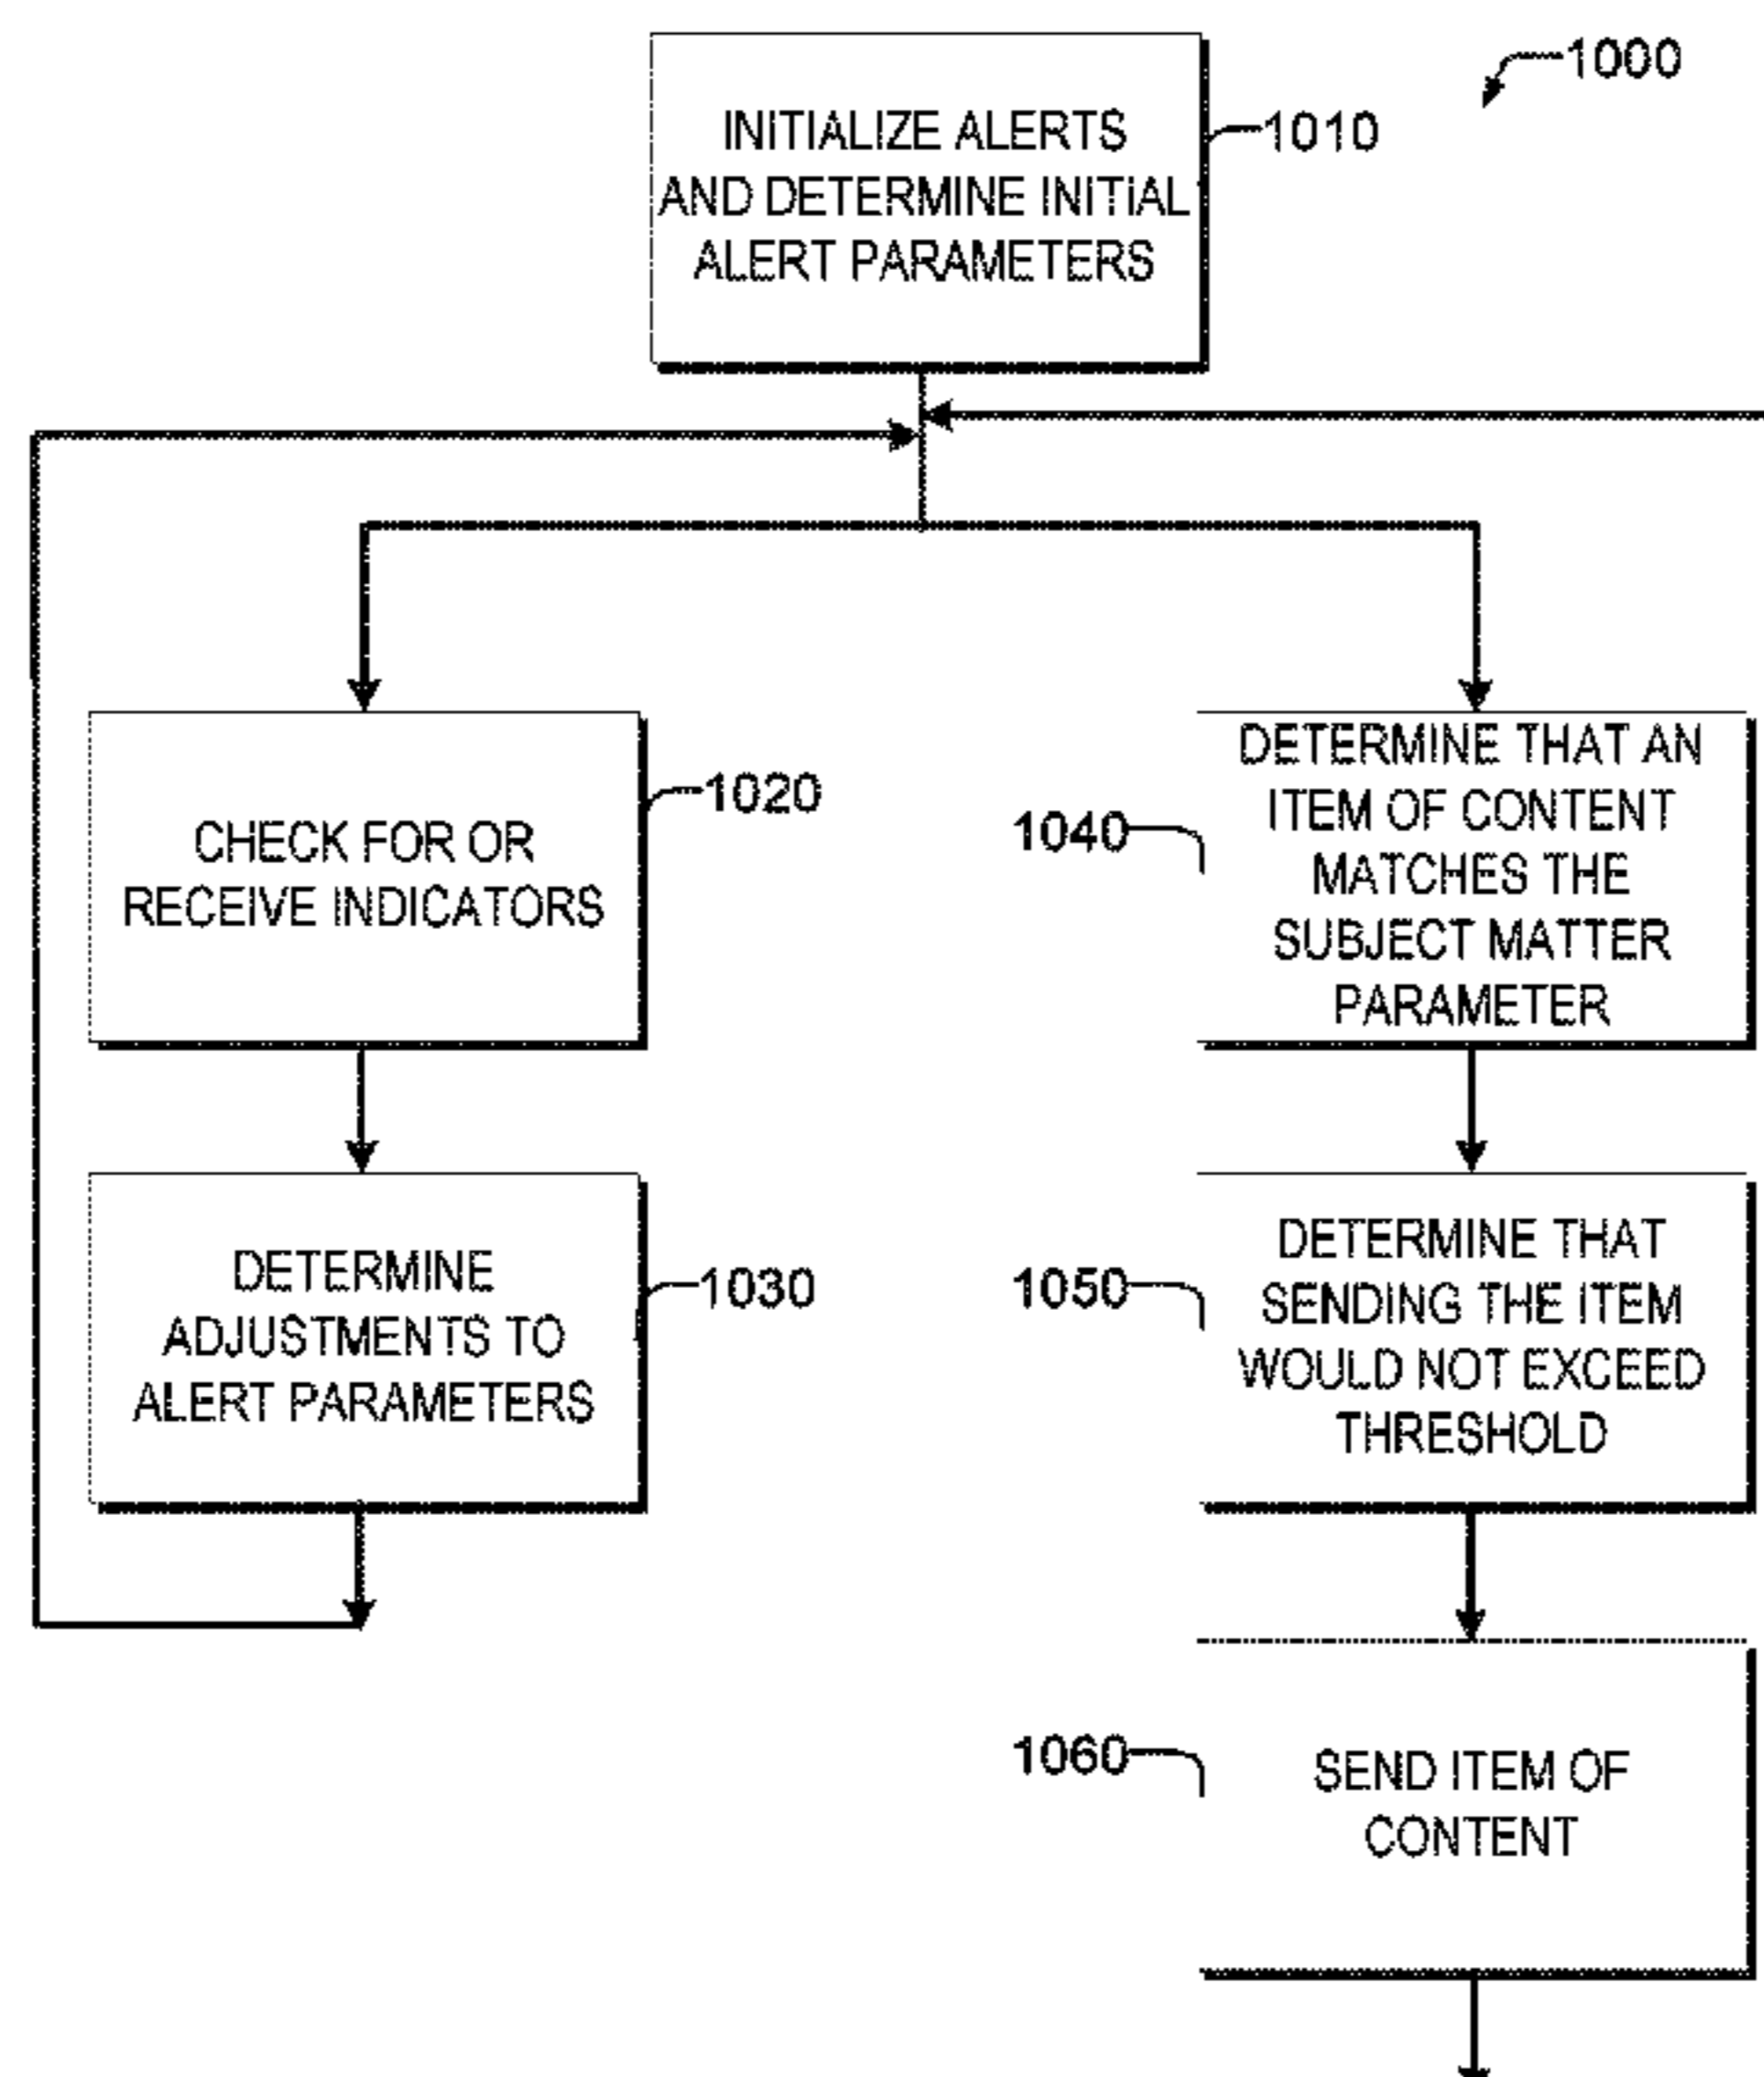 1000
INITIALIZE ALERTS
AND DETERMINE INITIAL
ALERT PARAMETERS
1010
CHECK FOR OR
RECEIVE INDICATORS
1020
DETERMINE
ADJUSTMENTS TO
ALERT PARAMETERS
1030
1040
DETERMINE THAT AN
ITEM OF CONTENT
MATCHES THE
SUBJECT MATTER
PARAMETER
1050
DETERMINE THAT
SENDING THE ITEM
WOULD NOT EXCEED
THRESHOLD
1060
SEND ITEM OF
CONTENT